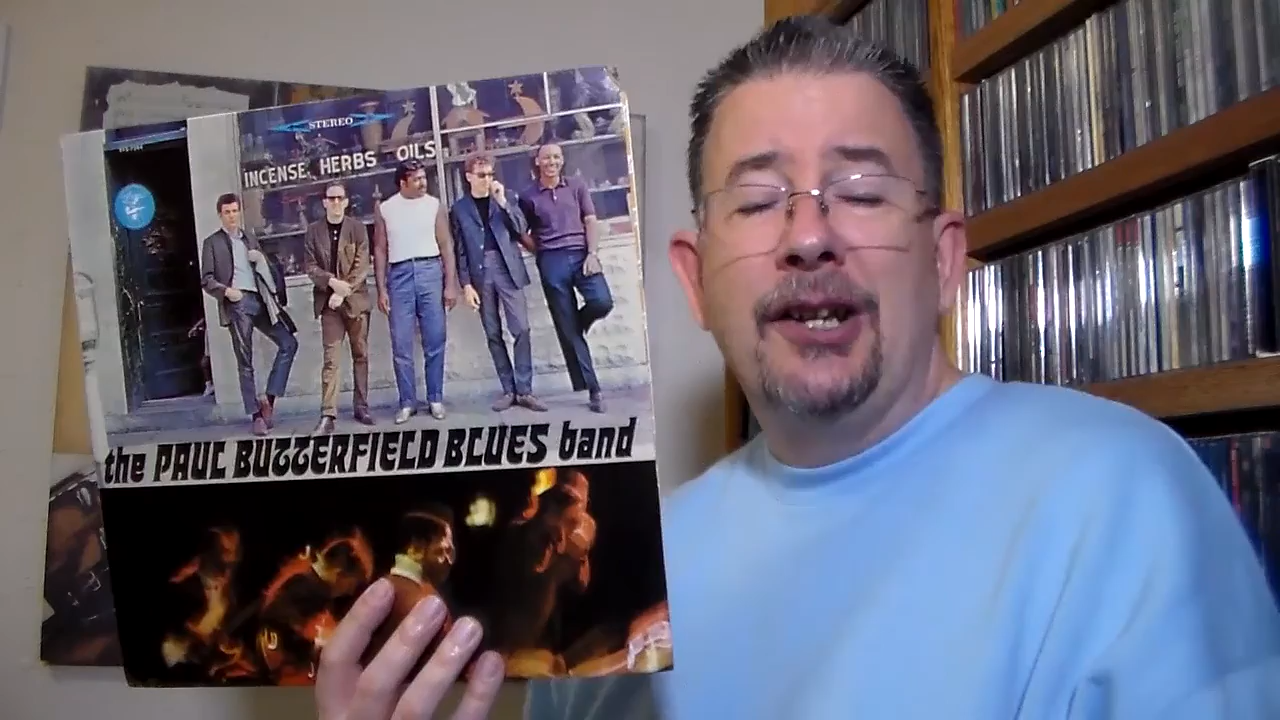 STEREO
INCENSE HERBS OILS
the PAUL BUTTERFIELD BLUES band